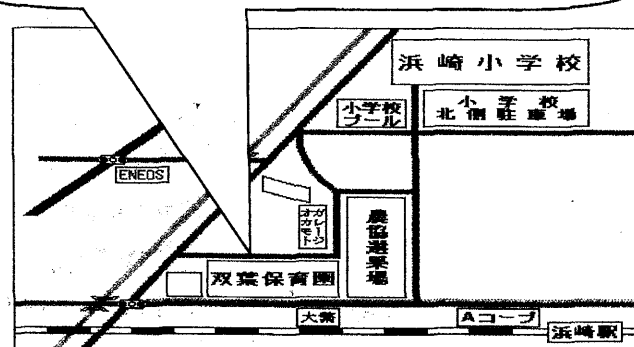 浜崎小学校
小学校
プール
小学校
北側駐車場
ENEOS
ガレージ
オカモト
農協選果場
双葉保育園
大幣
Aコープ
浜崎駅